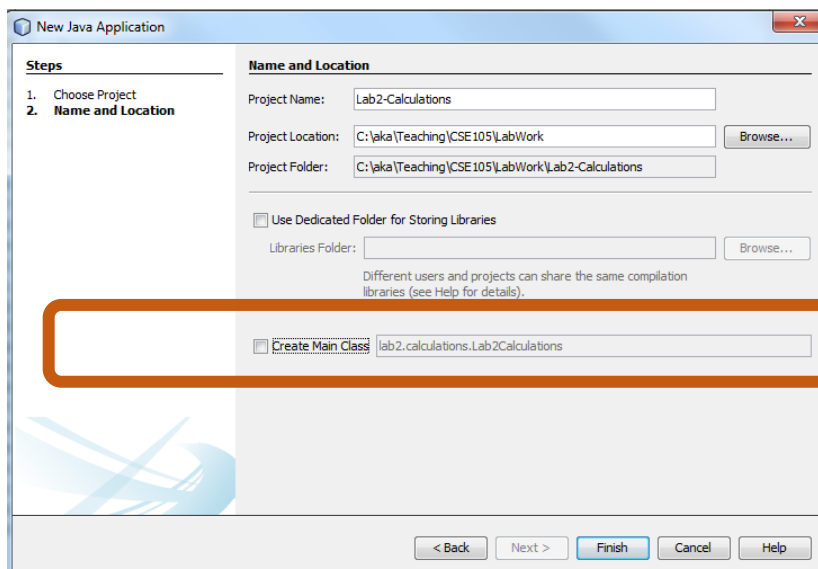 New Java Application
Steps
1. Choose Project
2. Name and Location
Name and Location
Project Name: Lab2-Calculations
Project Location: C:\aka\Teaching\CSE105\LabWork Browse...
Project Folder: C:\aka\Teaching\CSE105\LabWork\Lab2-Calculations
Use Dedicated Folder for Storing Libraries
Libraries Folder: Browse...
Different users and projects can share the same compilation
libraries (see Help for details).
Create Main Class lab2.calculations.Lab2Calculations
< Back Next > Finish Cancel Help